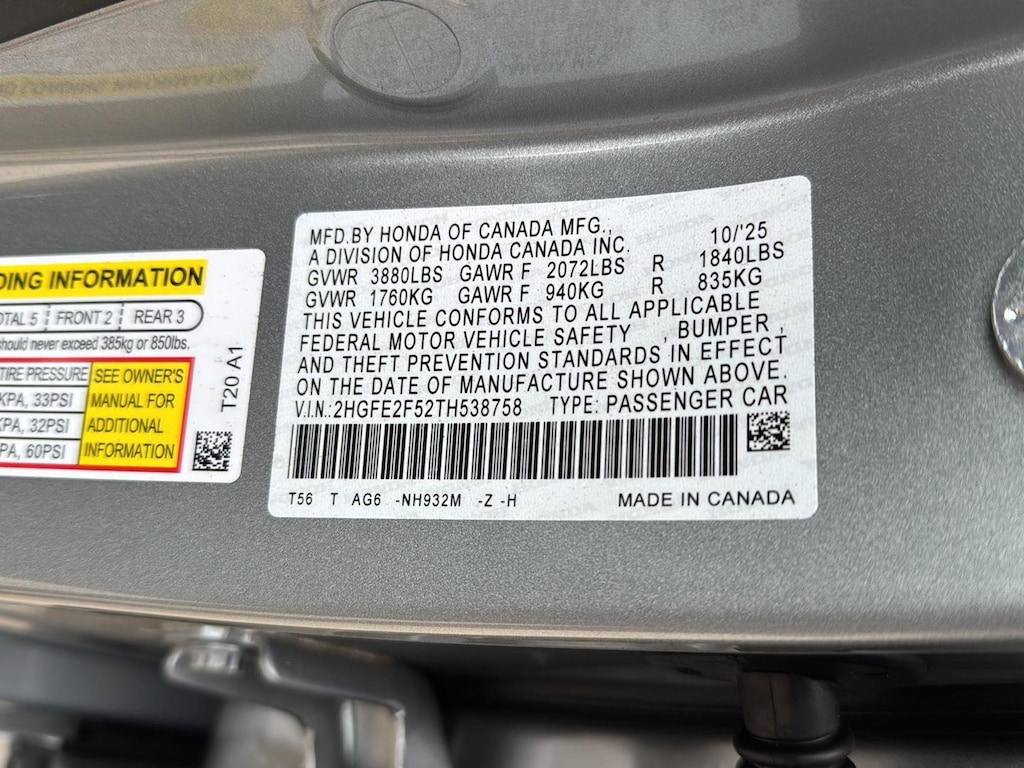 DING INFORMATION
OTAL 5 FRONT 2 REAR 3
should never exceed 385kg or 850lbs.
TIRE PRESSURE SEE OWNER'S
KPA, 33PSI MANUAL FOR
KPA, 32PSI ADDITIONAL
PA, 60PSI INFORMATION
T20 A1
MFD.BY HONDA OF CANADA MFG., 10/'25
A DIVISION OF HONDA CANADA INC.
GVWR 3880LBS GAWR F 2072LBS R 1840LBS
GVWR 1760KG GAWR F 940KG R 835KG
THIS VEHICLE CONFORMS TO ALL APPLICABLE
FEDERAL MOTOR VEHICLE SAFETY , BUMPER ,
AND THEFT PREVENTION STANDARDS IN EFFECT
ON THE DATE OF MANUFACTURE SHOWN ABOVE.
V.I.N.: 2HGFE2F52TH538758 TYPE: PASSENGER CAR
T56 T AG6 -NH932M -Z -H MADE IN CANADA